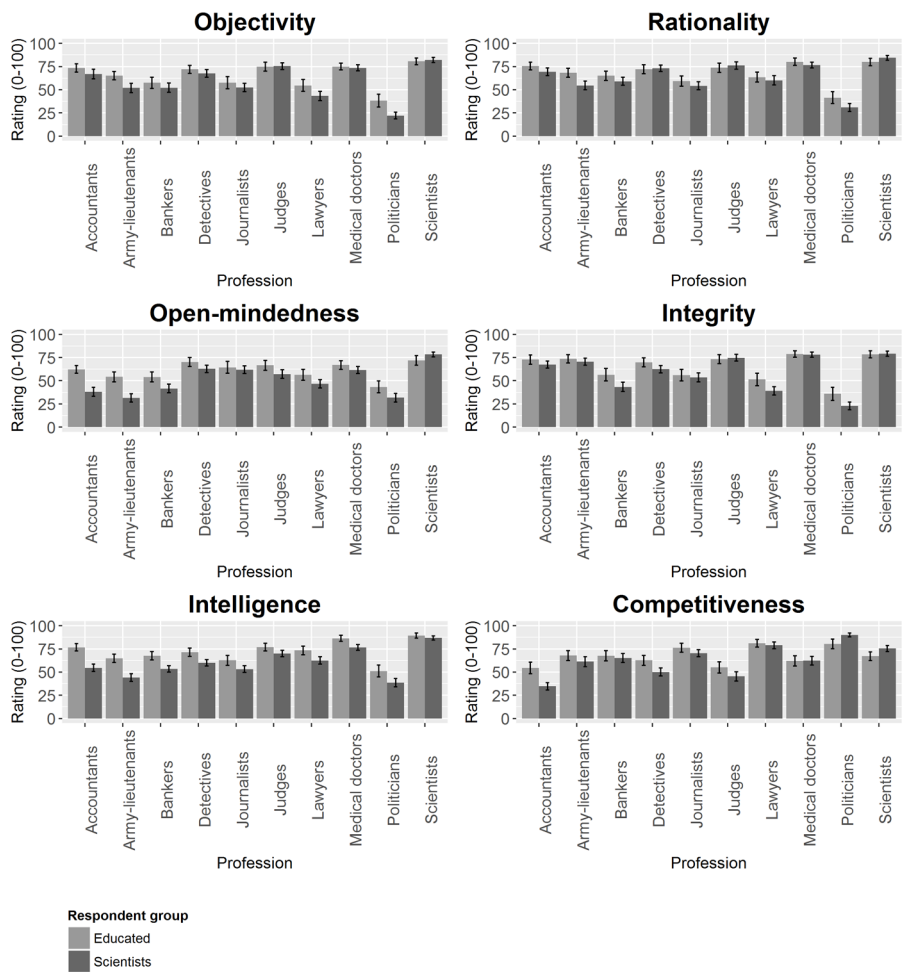 Objectivity
Rating (0-100)
100
75
50
25
0
Accountants
Army-lieutenants
Bankers
Detectives
Journalists
Judges
Lawyers
Medical doctors
Politicians
Scientists
Profession
Rationality
Rating (0-100)
100
75
50
25
0
Accountants
Army-lieutenants
Bankers
Detectives
Journalists
Judges
Lawyers
Medical doctors
Politicians
Scientists
Profession
Open-mindedness
Rating (0-100)
100
75
50
25
0
Accountants
Army-lieutenants
Bankers
Detectives
Journalists
Judges
Lawyers
Medical doctors
Politicians
Scientists
Profession
Integrity
Rating (0-100)
100
75
50
25
0
Accountants
Army-lieutenants
Bankers
Detectives
Journalists
Judges
Lawyers
Medical doctors
Politicians
Scientists
Profession
Intelligence
Rating (0-100)
100
75
50
25
0
Accountants
Army-lieutenants
Bankers
Detectives
Journalists
Judges
Lawyers
Medical doctors
Politicians
Scientists
Profession
Competitiveness
Rating (0-100)
100
75
50
25
0
Accountants
Army-lieutenants
Bankers
Detectives
Journalists
Judges
Lawyers
Medical doctors
Politicians
Scientists
Profession
Respondent group
Educated
Scientists